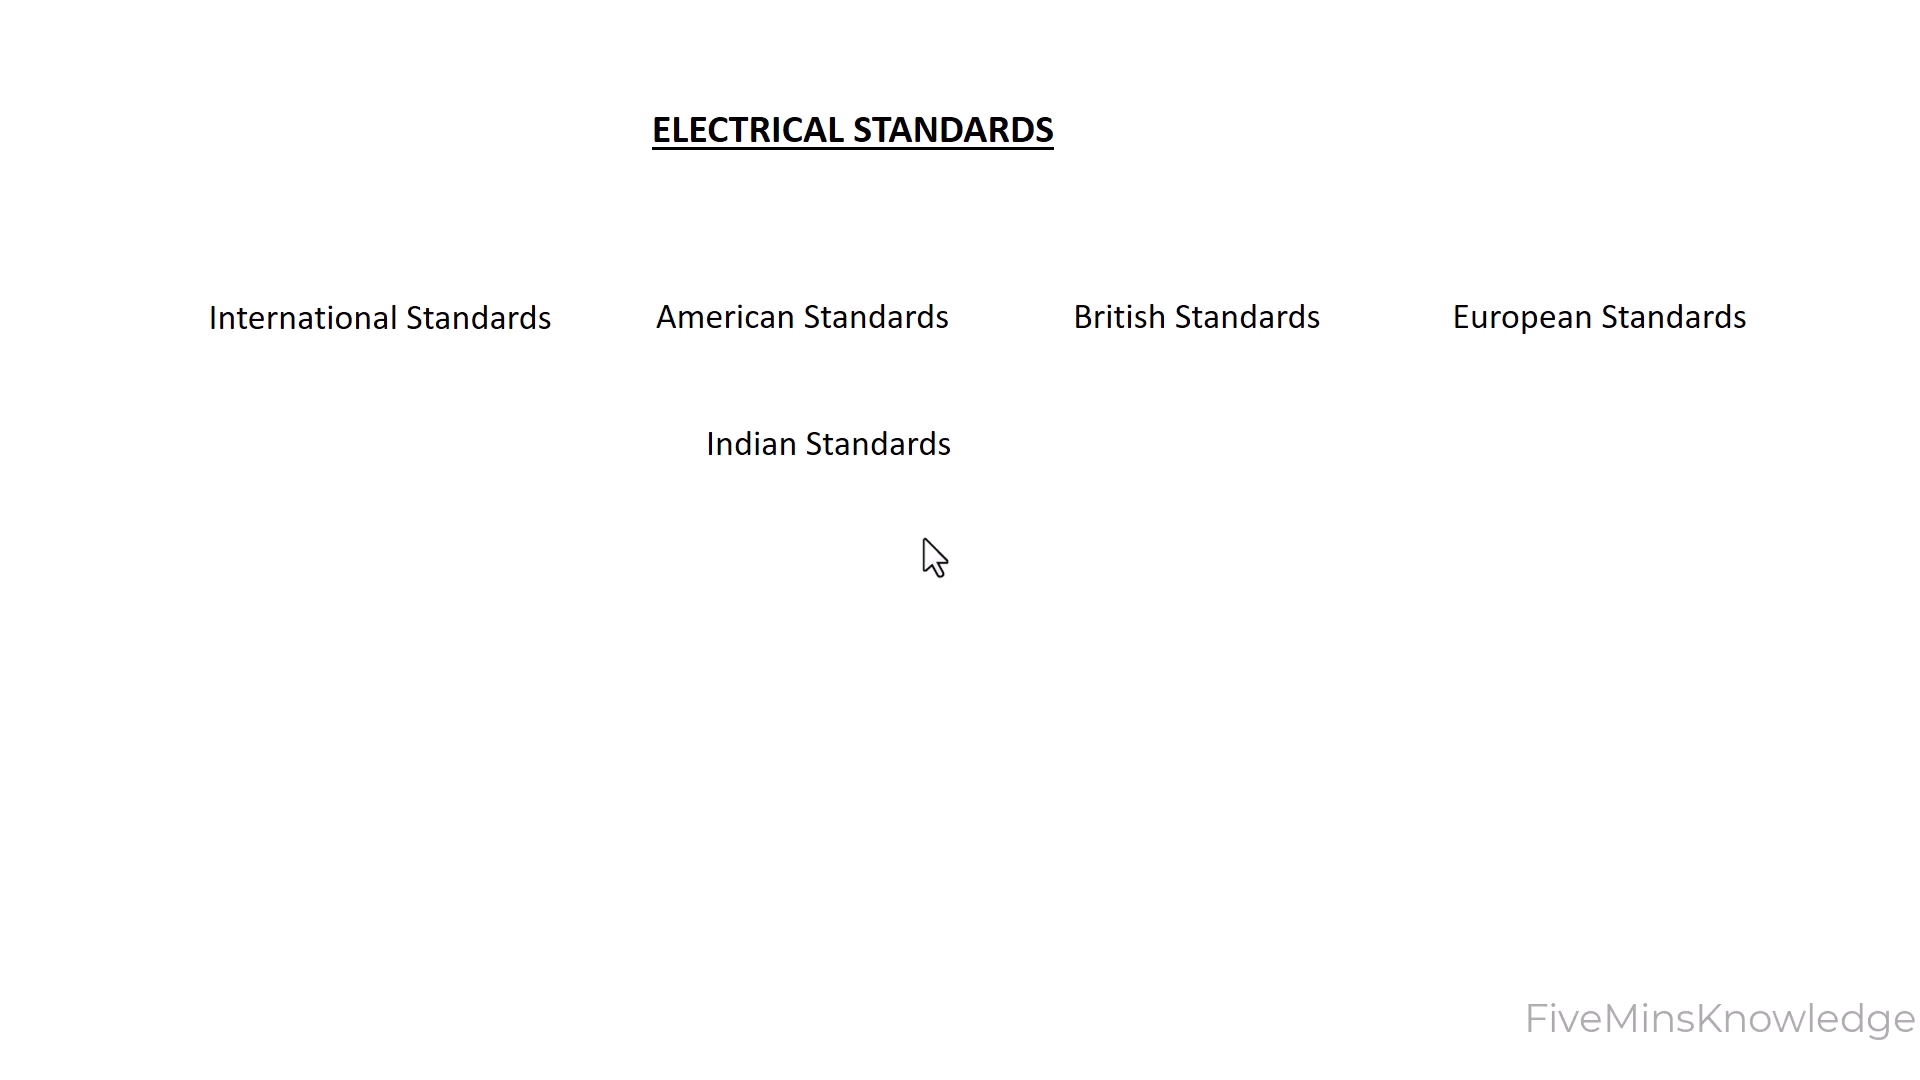 ELECTRICAL STANDARDS
International Standards American Standards British Standards European Standards
Indian Standards
FiveMinsKnowledge